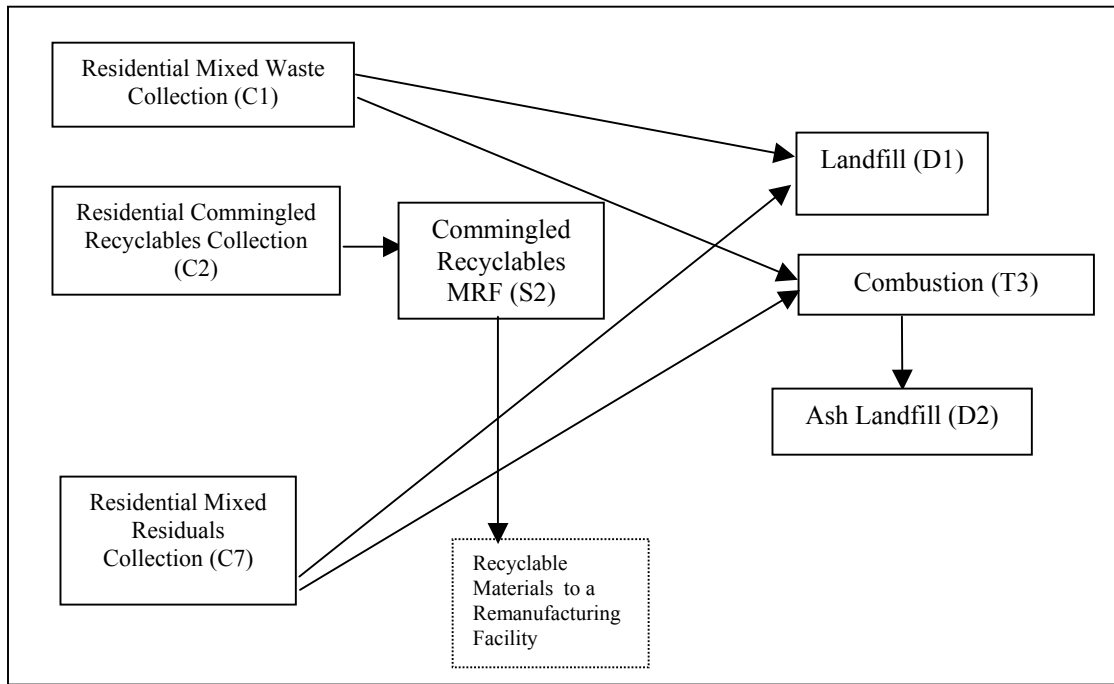 Residential Mixed Waste
Collection (C1)
Landfill (D1)
Residential Commingled
Recyclables Collection
(C2)
Commingled
Recyclables
MRF (S2)
Combustion (T3)
Ash Landfill (D2)
Residential Mixed
Residuals
Collection (C7)
Recyclable
Materials to a
Remanufacturing
Facility